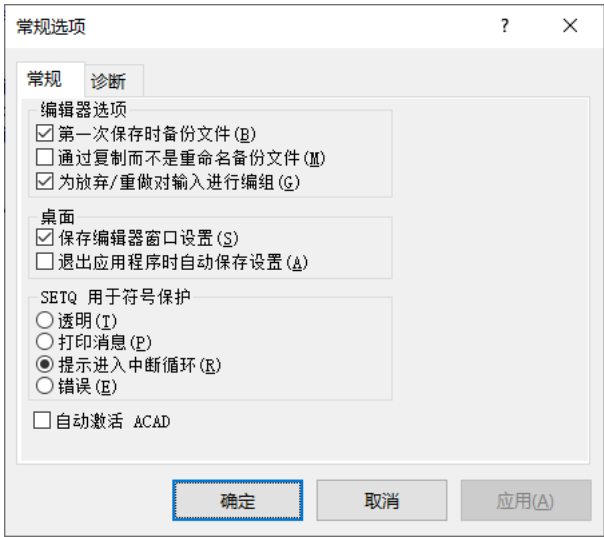 常规选项
?
常规 诊断
编辑器选项
第一次保存时备份文件(B)
通过复制而不是重命名备份文件(M)
为放弃/重做对输入进行编组(G)
桌面
保存编辑器窗口设置(S)
退出应用程序时自动保存设置(A)
SETQ 用于符号保护
透明(T)
打印消息(P)
提示进入中断循环(R)
错误(E)
自动激活 ACAD
确定 取消 应用(A)